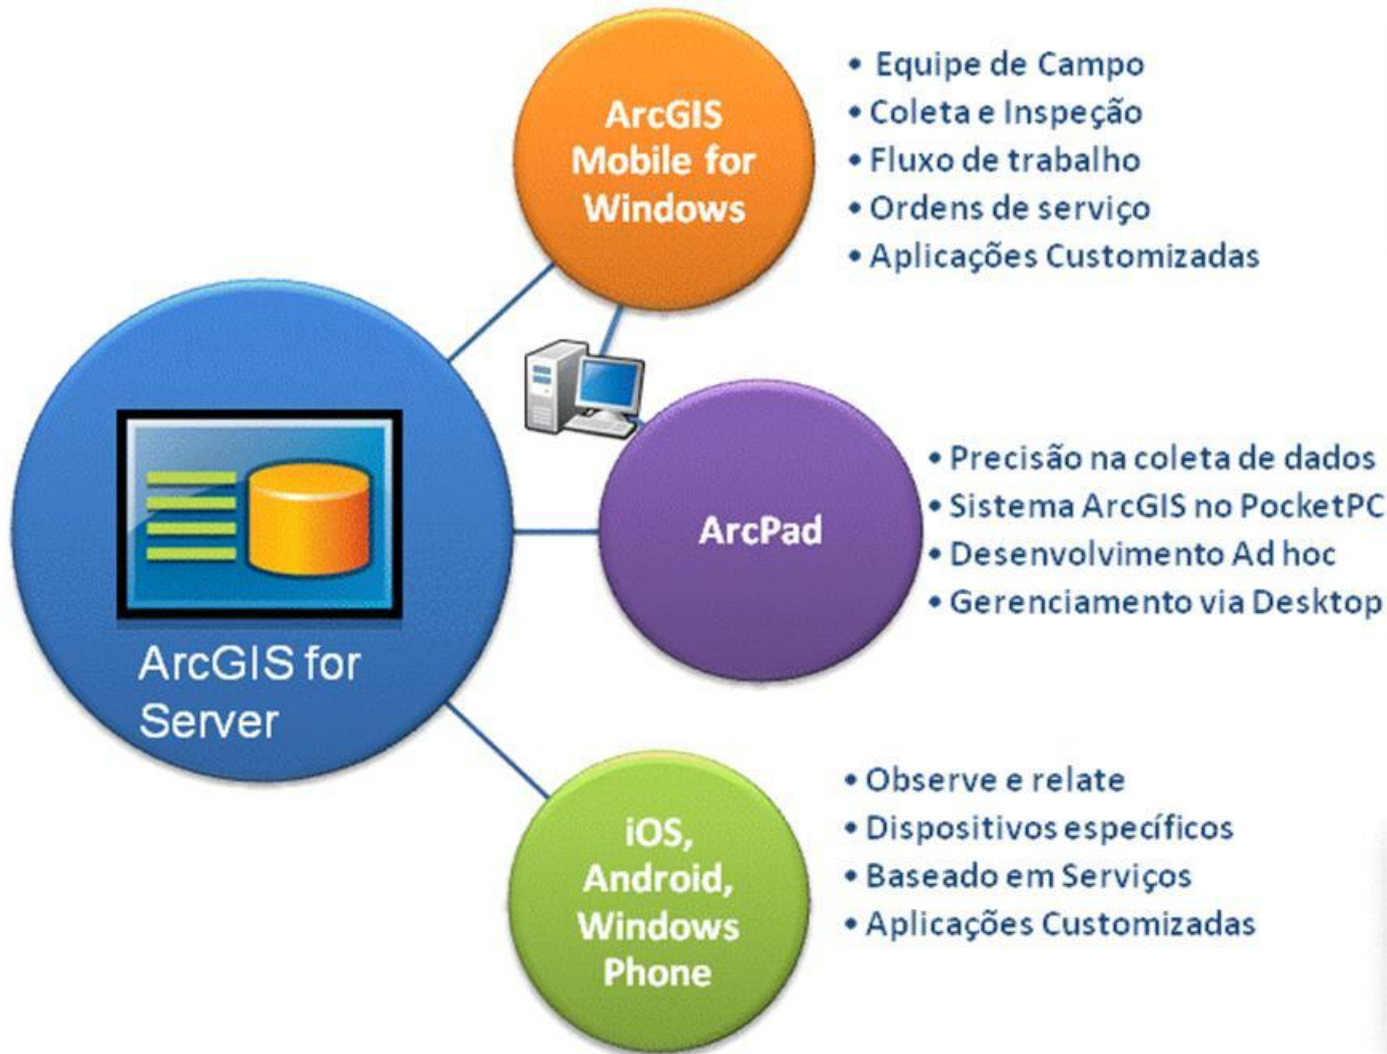 ArcGIS
Mobile for
Windows
• Equipe de Campo
• Coleta e Inspeção
• Fluxo de trabalho
• Ordens de serviço
• Aplicações Customizadas
ArcGIS for
Server
ArcPad
• Precisão na coleta de dados
• Sistema ArcGIS no PocketPC
• Desenvolvimento Ad hoc
• Gerenciamento via Desktop
iOS,
Android,
Windows
Phone
• Observe e relate
• Dispositivos específicos
• Baseado em Serviços
• Aplicações Customizadas